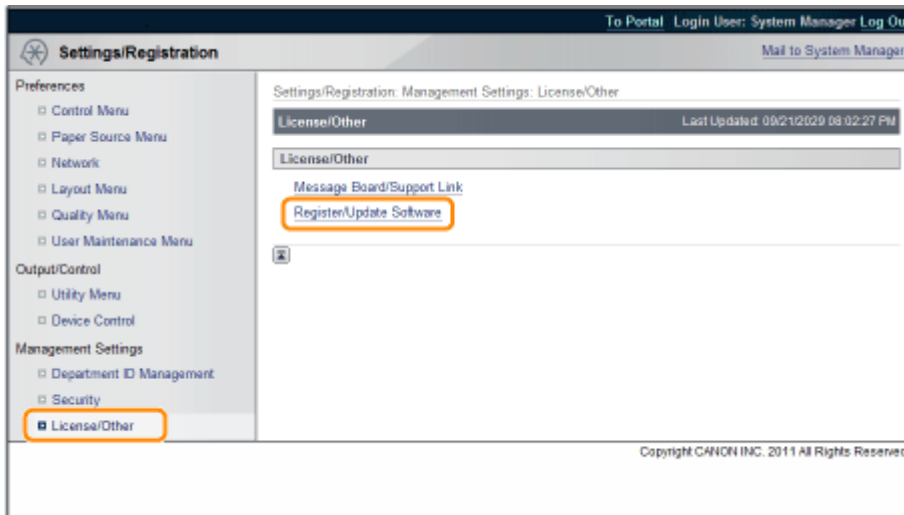 To Portal Login User: System Manager Log Ou
Settings/Registration
Mail to System Manager
Preferences
Control Menu
Paper Source Menu
Network
Layout Menu
Quality Menu
User Maintenance Menu
Output/Control
Utility Menu
Device Control
Management Settings
Department ID Management
Security
License/Other
Settings/Registration: Management Settings: License/Other
License/Other
Last Updated: 09/21/2029 08:02:27 PM
License/Other
Message Board/Support Link
Register/Update Software
Copyright CANON INC. 2011 All Rights Reserved